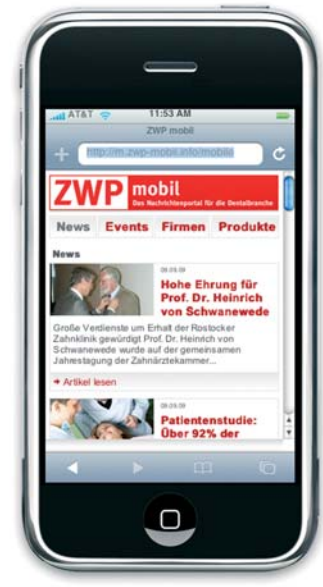 AT&T 11:53 AM
ZWP mobil
http://m.zwp-mobil.info/mobile
ZWP mobil
Das Nachrichtenportal für die Dentalbranche
News Events Firmen Produkte
News
09.09.09
Hohe Ehrung für
Prof. Dr. Heinrich
von Schwanewede
Große Verdienste um Erhalt der Rostocker
Zahnklinik gewürdigt Prof. Dr. Heinrich von
Schwanewede wurde auf der gemeinsamen
Jahrestagung der Zahnärztekammer...
Artikel lesen
09.09.09
Patientenstudie:
Über 92% der